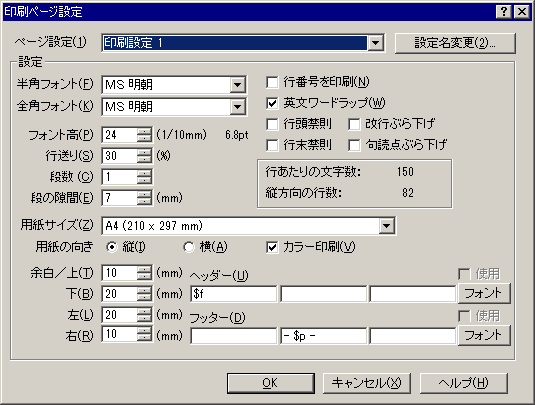 印刷ページ設定
ページ設定(1) 印刷設定 1 設定名変更(2)...
設定
半角フォント(F) ＭＳ 明朝 行番号を印刷(N)
全角フォント(K) ＭＳ 明朝 英文ワードラップ(W)
フォント高(P) 24 (1/10mm) 6.8pt 行頭禁則 改行ぶら下げ
行送り(S) 30 (%) 行末禁則 句読点ぶら下げ
段数 (C) 1 行あたりの文字数: 150
段の隙間(E) 7 (mm) 縦方向の行数: 82
用紙サイズ(Z) A4 (210 x 297 mm)
用紙の向き 縦(I) 横(A) カラー印刷(V)
余白／上(T) 10 (mm) ヘッダー(U) 使用
下(B) 20 (mm) $f フォント
左(L) 20 (mm) フッター(D) 使用
右(R) 10 (mm) - $p - フォント
OK キャンセル(X) ヘルプ(H)